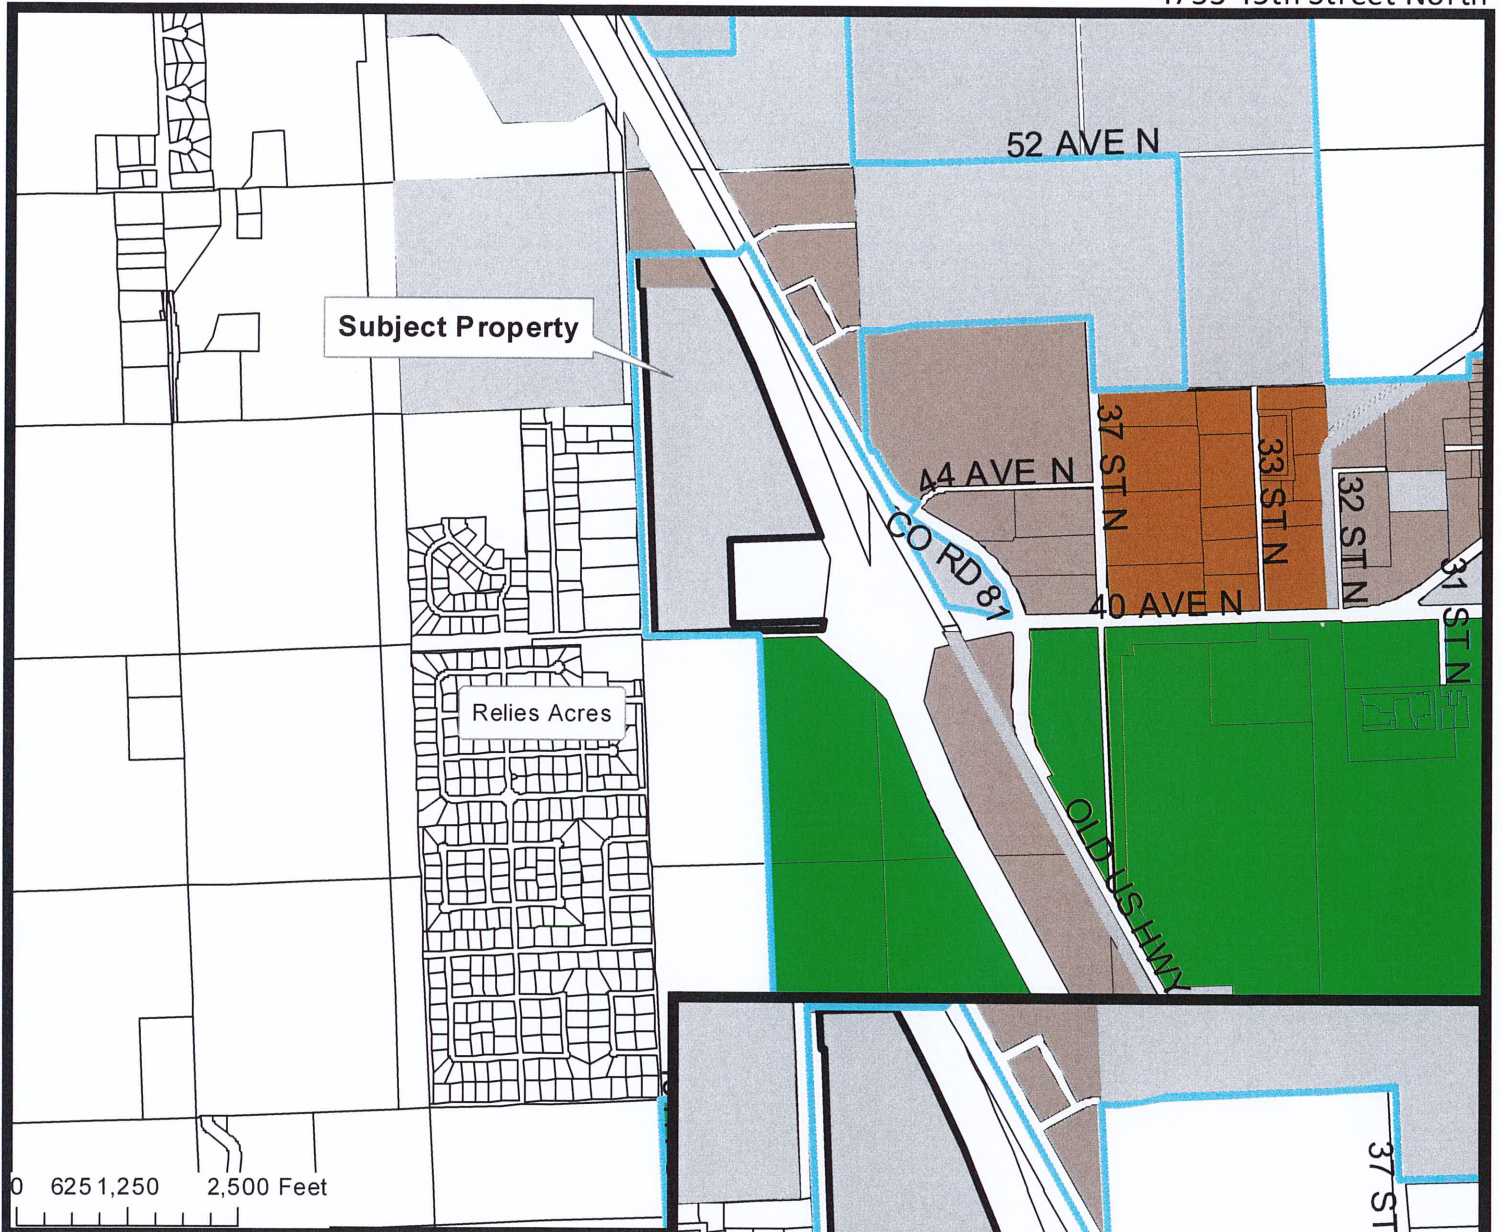 52 AVE N
Subject Property
44 AVE N
37 ST N
33 ST N
32 ST N
31 ST N
CO RD 81
40 AVE N
Relies Acres
OLD US HWY
37 ST
0 625 1,250 2,500 Feet